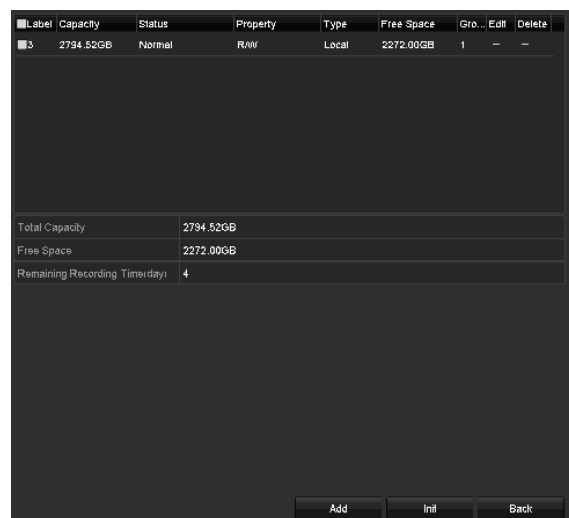 Label Capacity Status Property Type Free Space Gro... Edit Delete
3 2794.52GB Normal R/W Local 2272.00GB 1 — —
Total Capacity 2794.52GB
Free Space 2272.00GB
Remaining Recording Time(day) 4
Add Init Back